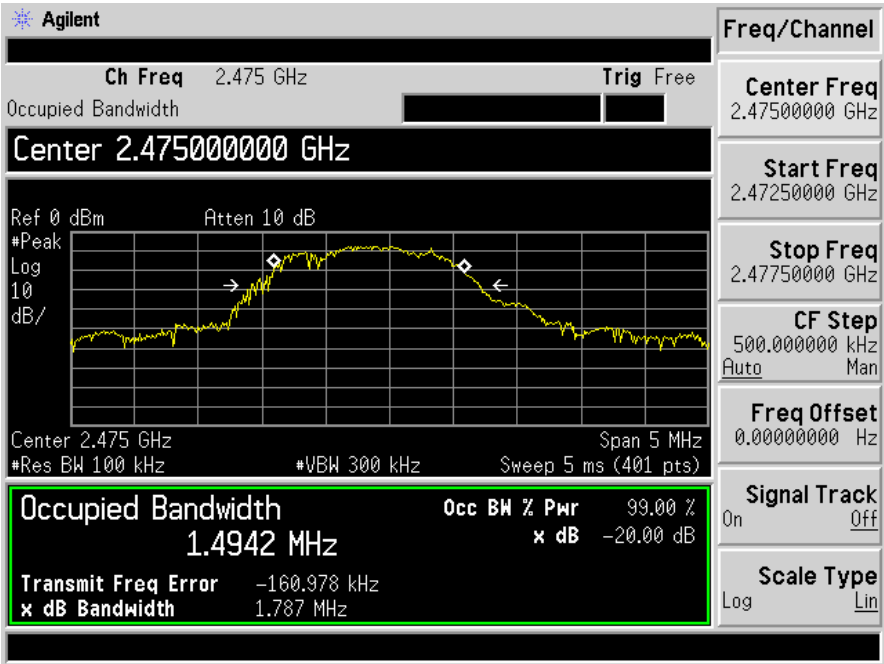 Agilent
Freq/Channel
Ch Freq 2.475 GHz Trig Free
Occupied Bandwidth
Center 2.475000000 GHz
Ref 0 dBm Atten 10 dB
#Peak
Log
10
dB/
Center 2.475 GHz Span 5 MHz
#Res BW 100 kHz #VBW 300 kHz Sweep 5 ms (401 pts)
Occupied Bandwidth
1.4942 MHz
Occ BW % Pwr 99.00 %
x dB -20.00 dB
Transmit Freq Error -160.978 kHz
x dB Bandwidth 1.787 MHz
Center Freq
2.47500000 GHz
Start Freq
2.47250000 GHz
Stop Freq
2.47750000 GHz
CF Step
500.000000 kHz
Auto Man
Freq Offset
0.00000000 Hz
Signal Track
On Off
Scale Type
Log Lin